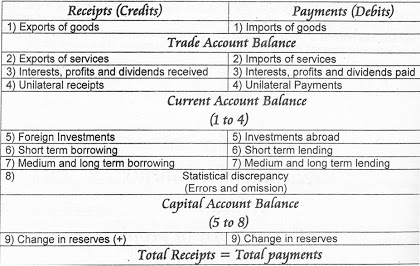 Receipts (Credits) Payments (Debits)
1) Exports of goods 1) Imports of goods
Trade Account Balance
2) Exports of services 2) Imports of services
3) Interests, profits and dividends received 3) Interests, profits and dividends paid
4) Unilateral receipts 4) Unilateral Payments
Current Account Balance
(1 to 4)
5) Foreign Investments 5) Investments abroad
6) Short term borrowing 6) Short term lending
7) Medium and long term borrowing 7) Medium and long term lending
8) Statistical discrepancy
(Errors and omission)
Capital Account Balance
(5 to 8)
9) Change in reserves (+) 9) Change in reserves
Total Receipts = Total payments